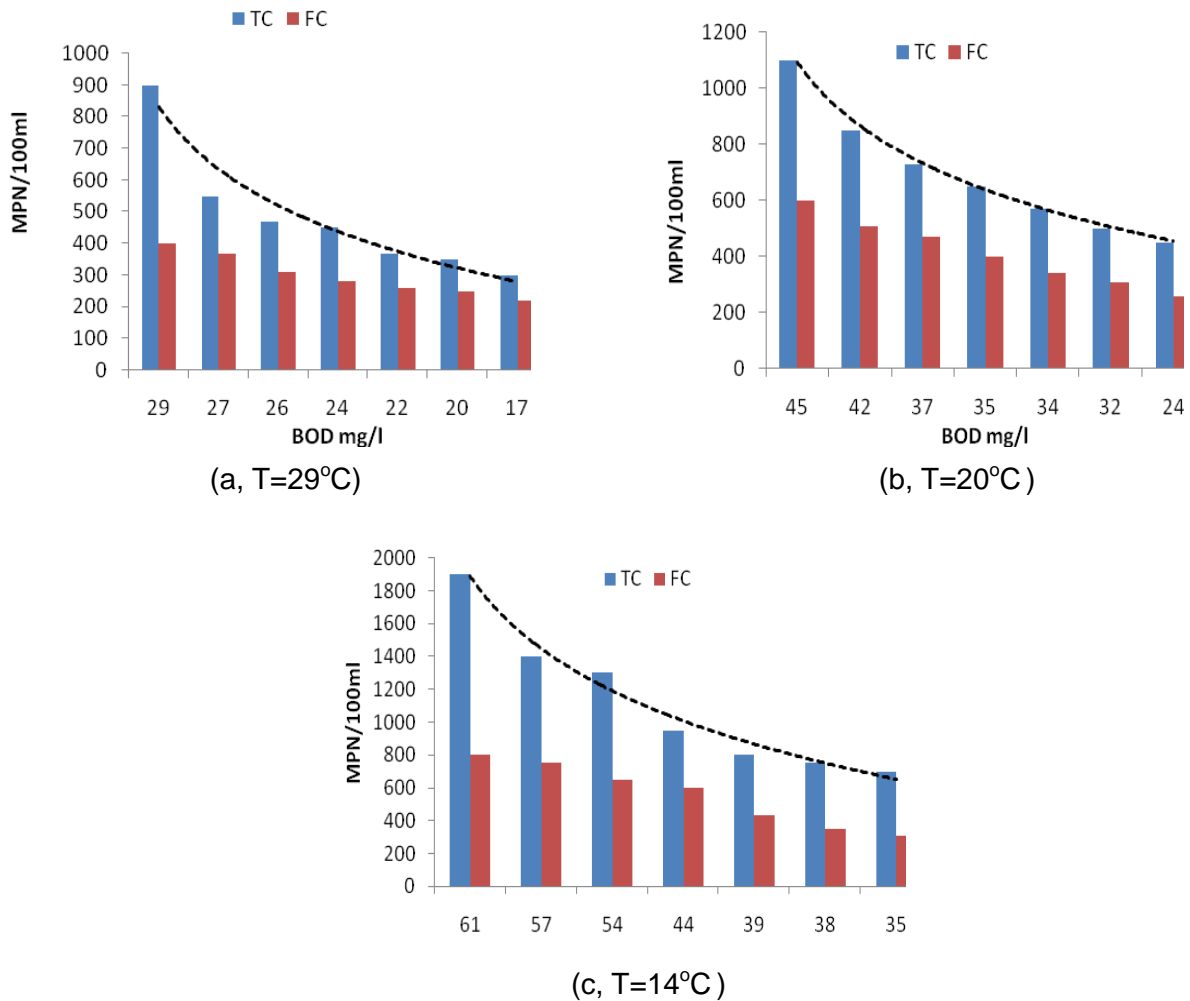 TC FC
1000
900
800
700
600
500
400
300
200
100
0
MPN/100ml
29 27 26 24 22 20 17
BOD mg/l
(a, T=29°C)
TC FC
1200
1000
800
600
400
200
0
MPN/100ml
45 42 37 35 34 32 24
BOD mg/l
(b, T=20°C )
TC FC
2000
1800
1600
1400
1200
1000
800
600
400
200
0
MPN/100ml
61 57 54 44 39 38 35
(c, T=14°C )